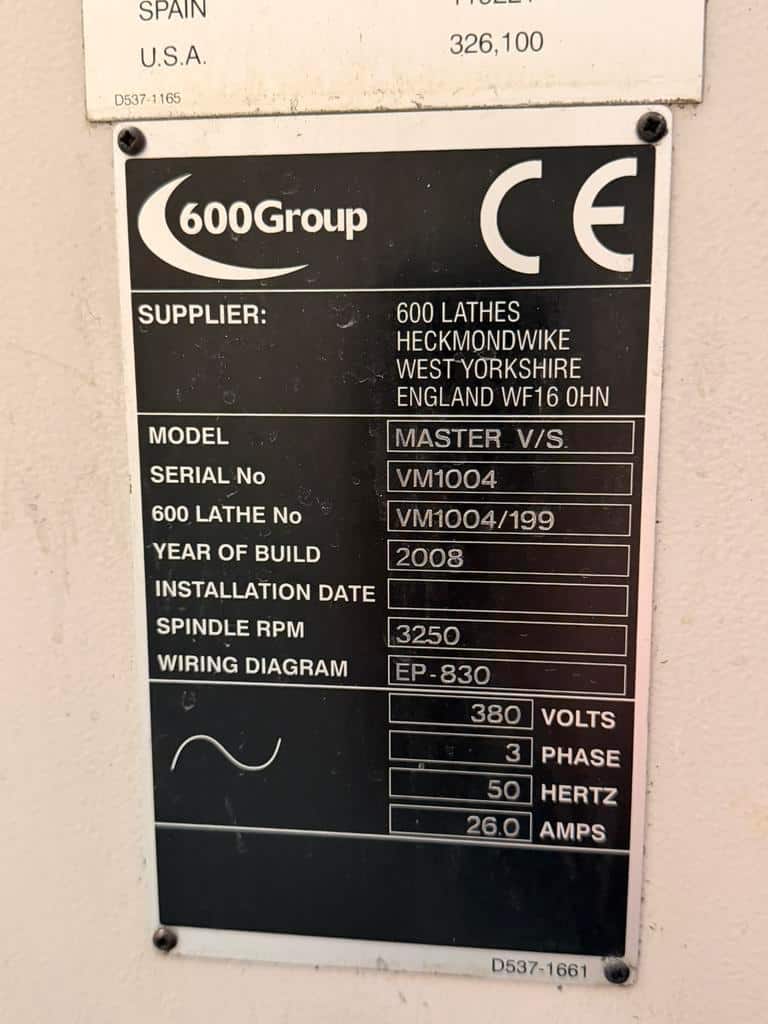 SPAIN
U.S.A. 326,100
D537-1165
600Group CE
SUPPLIER: 600 LATHES
HECKMONDWIKE
WEST YORKSHIRE
ENGLAND WF16 0HN
MODEL MASTER V/S.
SERIAL No VM1004
600 LATHE No VM1004/199
YEAR OF BUILD 2008
INSTALLATION DATE
SPINDLE RPM 3250
WIRING DIAGRAM EP-830
380 VOLTS
3 PHASE
50 HERTZ
26.0 AMPS
D537-1661